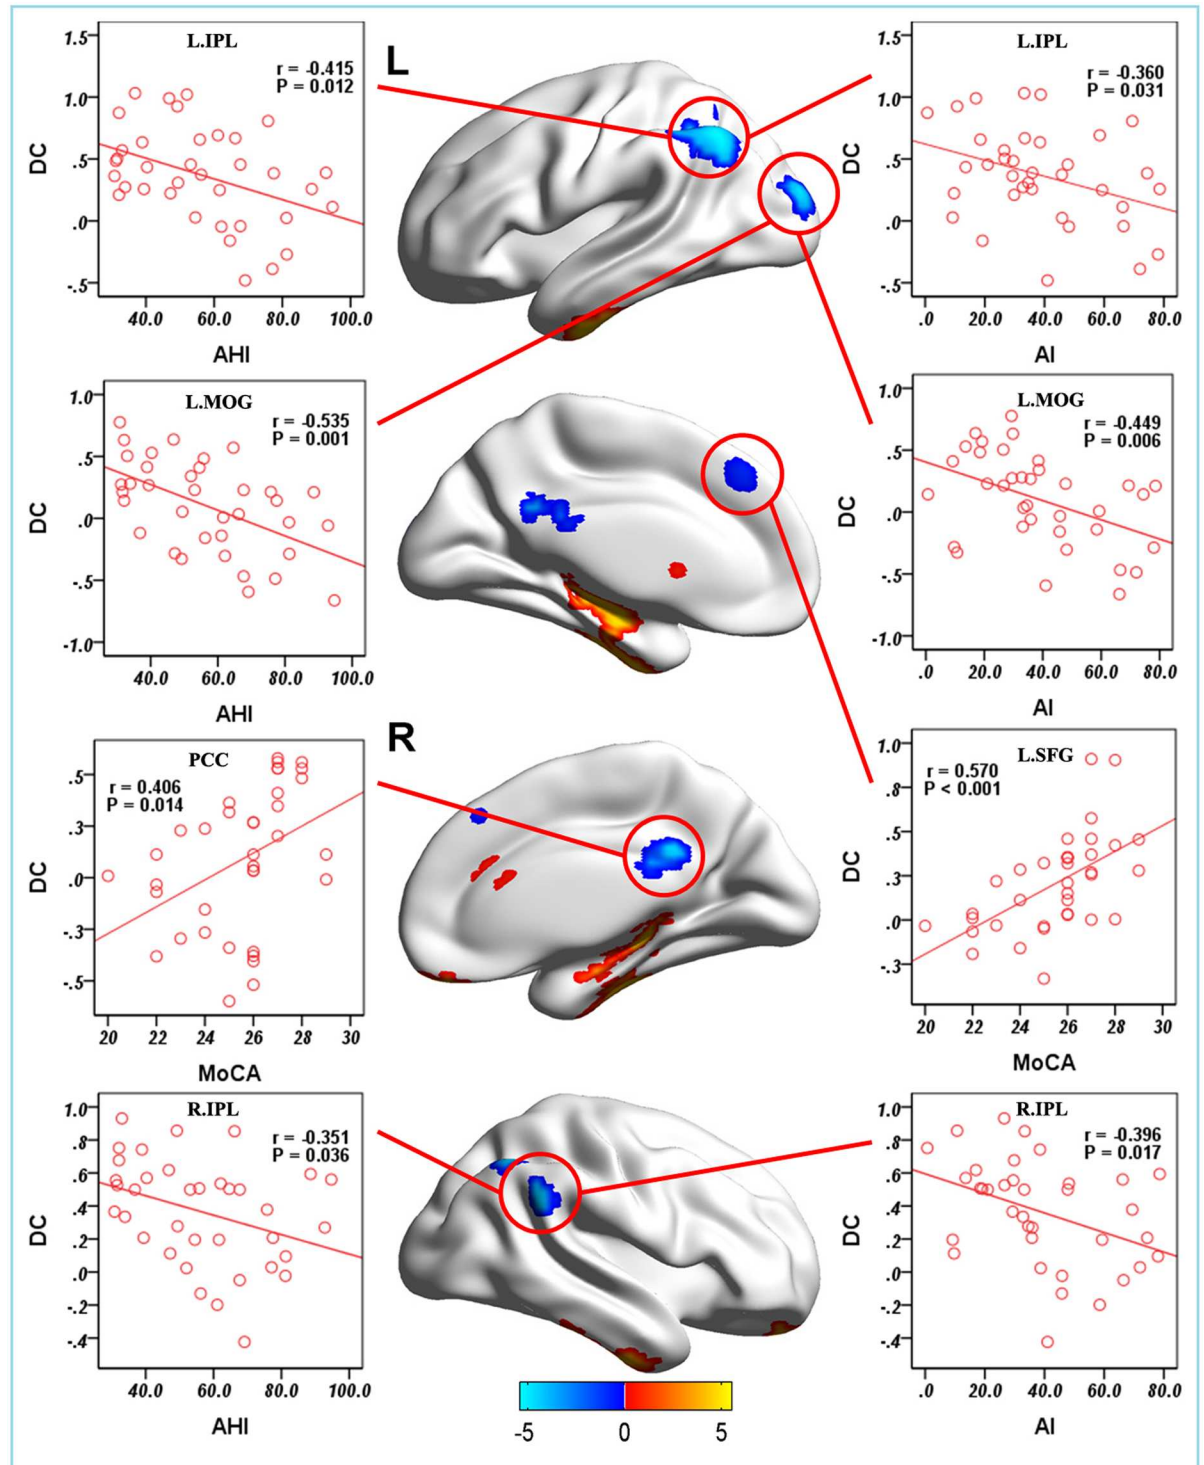 L.IPL
r = -0.415
P = 0.012
1.5
1.0
.5
.0
-.5
DC
40.0 60.0 80.0 100.0
AHI
L
L.IPL
r = -0.360
P = 0.031
1.5
1.0
.5
.0
-.5
DC
.0 20.0 40.0 60.0 80.0
AI
L.MOG
r = -0.535
P = 0.001
1.0
.5
.0
-.5
-1.0
DC
40.0 60.0 80.0 100.0
AHI
L.MOG
r = -0.449
P = 0.006
1.0
.5
.0
-.5
-1.0
DC
.0 20.0 40.0 60.0 80.0
AI
PCC
r = 0.406
P = 0.014
.5
.3
.0
-.3
-.5
DC
20 22 24 26 28 30
MoCA
R
L.SFG
r = 0.570
P < 0.001
1.0
.8
.5
.3
.0
-.3
DC
20 22 24 26 28 30
MoCA
R.IPL
r = -0.351
P = 0.036
1.0
.8
.6
.4
.2
.0
-.2
-.4
DC
40.0 60.0 80.0 100.0
AHI
R.IPL
r = -0.396
P = 0.017
1.0
.8
.6
.4
.2
.0
-.2
-.4
DC
.0 20.0 40.0 60.0 80.0
AI
-5 0 5